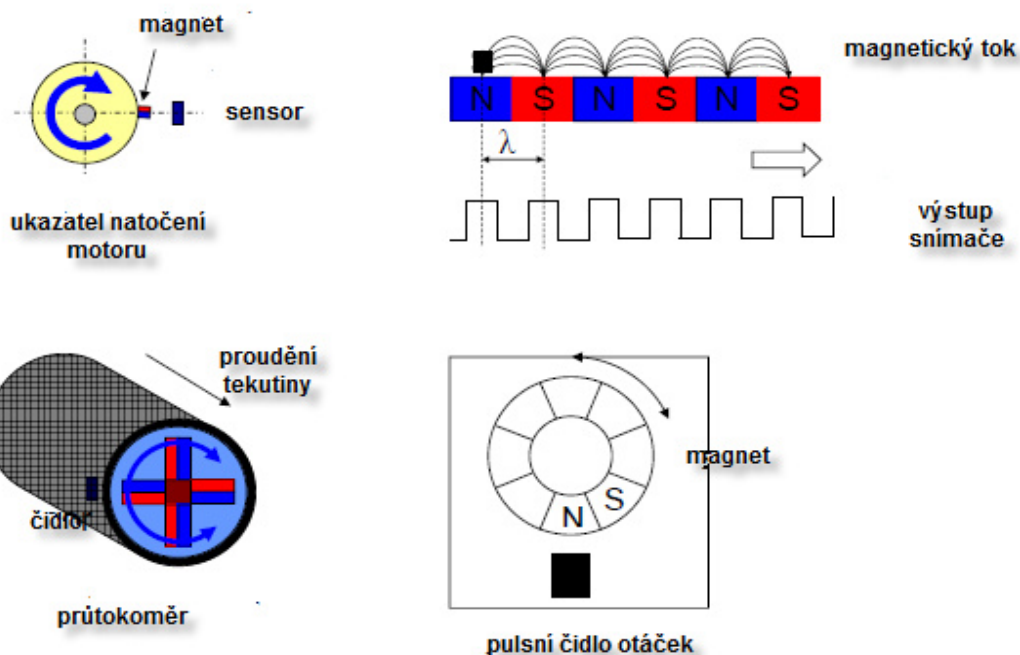 magnet
sensor
ukazatel natočení
motoru
magnetický tok
N S N S N S
λ
výstup
snímače
proudění
tekutiny
čidlo
průtokoměr
magnet
S
N
pulsní čidlo otáček